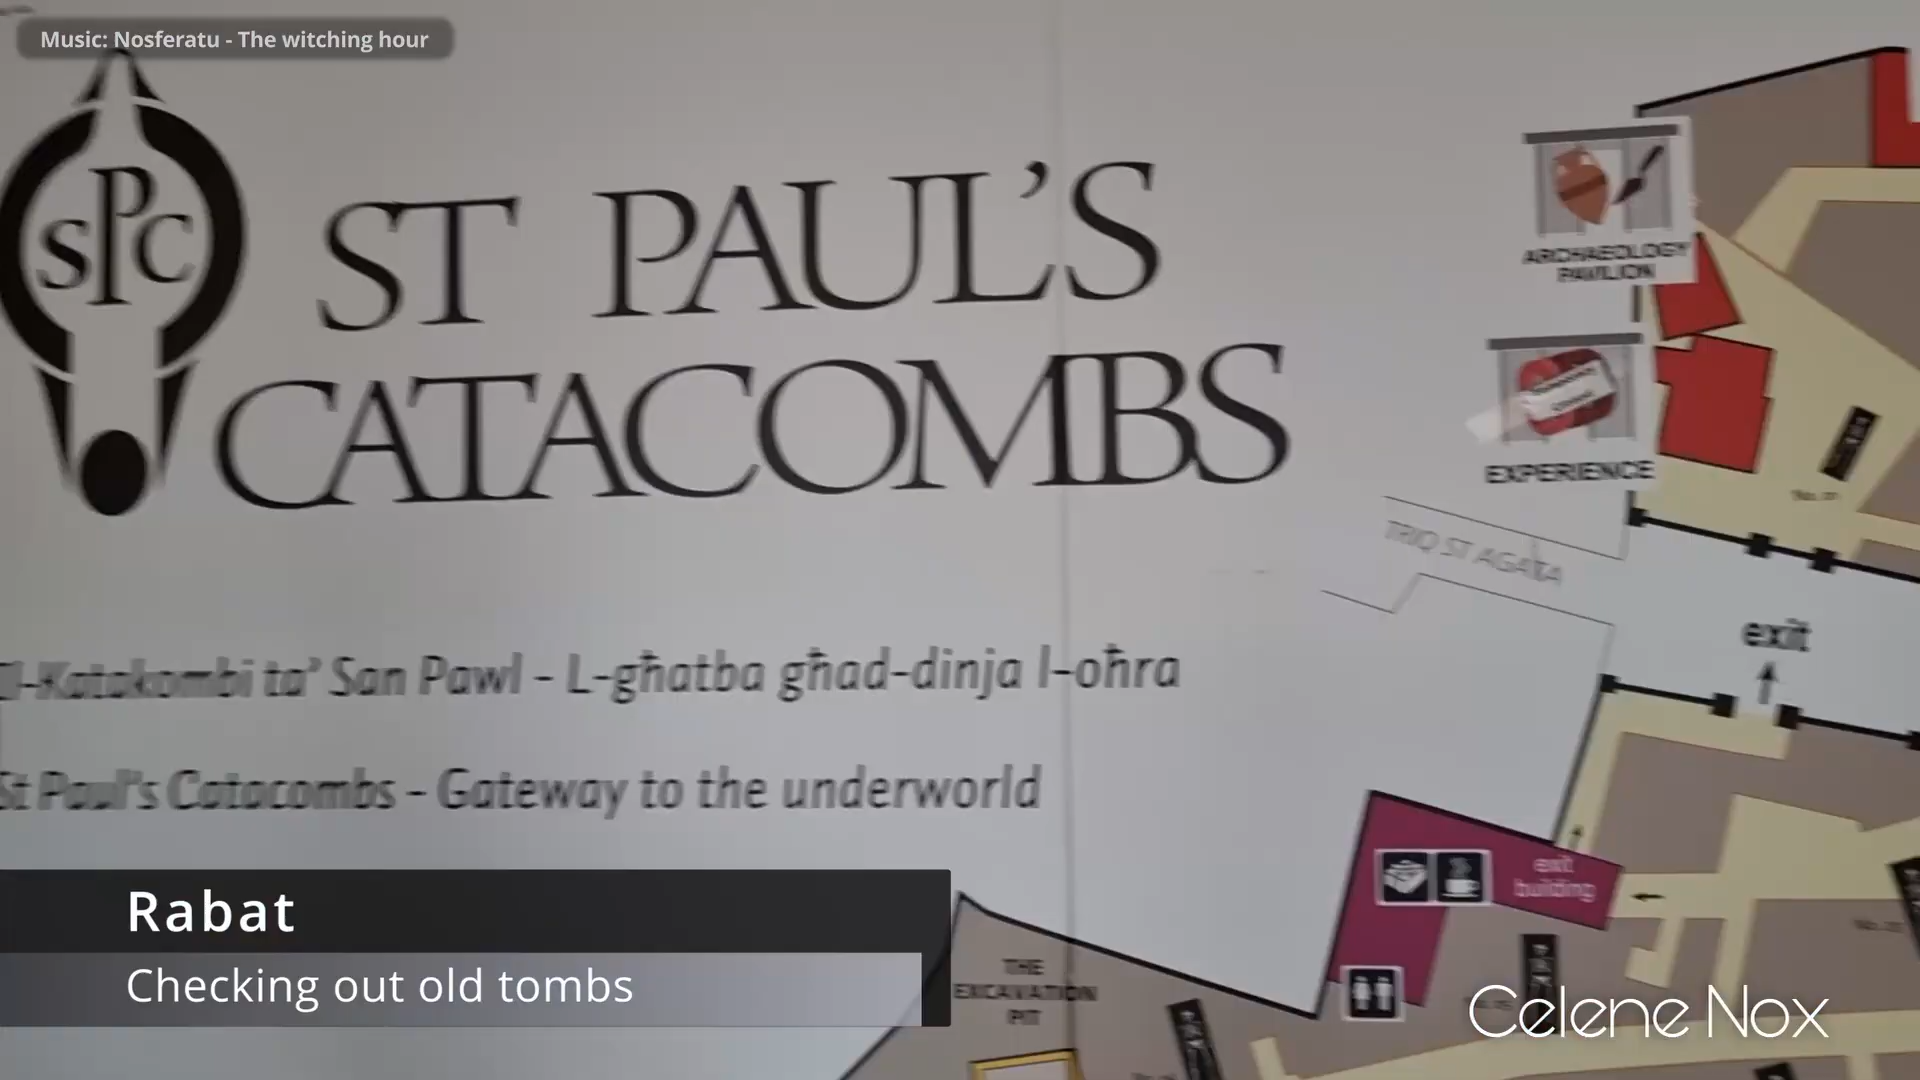 Music: Nosferatu - The witching hour
SPC
ST PAUL'S
CATACOMBS
ARCHAEOLOGY
PAVILION
EXPERIENCE
TRIQ ST AGATA
exit
Il-Katakombi ta' San Pawl - L-għatba għad-dinja l-oħra
St Paul's Catacombs - Gateway to the underworld
exit
building
THE
EXCAVATION
PIT
Rabat
Checking out old tombs
Celene Nox